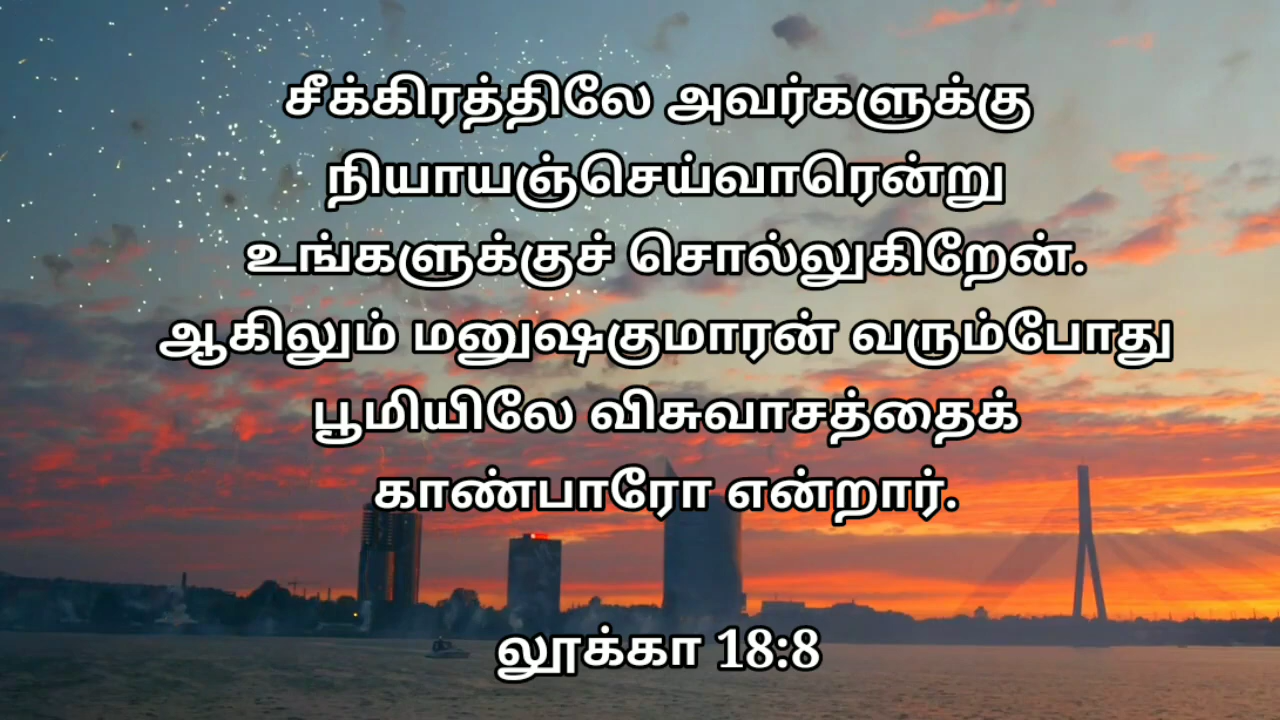 சீக்கிரத்திலே அவர்களுக்கு
நியாயஞ்செய்வாரென்று
உங்களுக்குச் சொல்லுகிறேன்.
ஆகிலும் மனுஷகுமாரன் வரும்போது
பூமியிலே விசுவாசத்தைக்
காண்பாரோ என்றார்.
லூக்கா 18:8